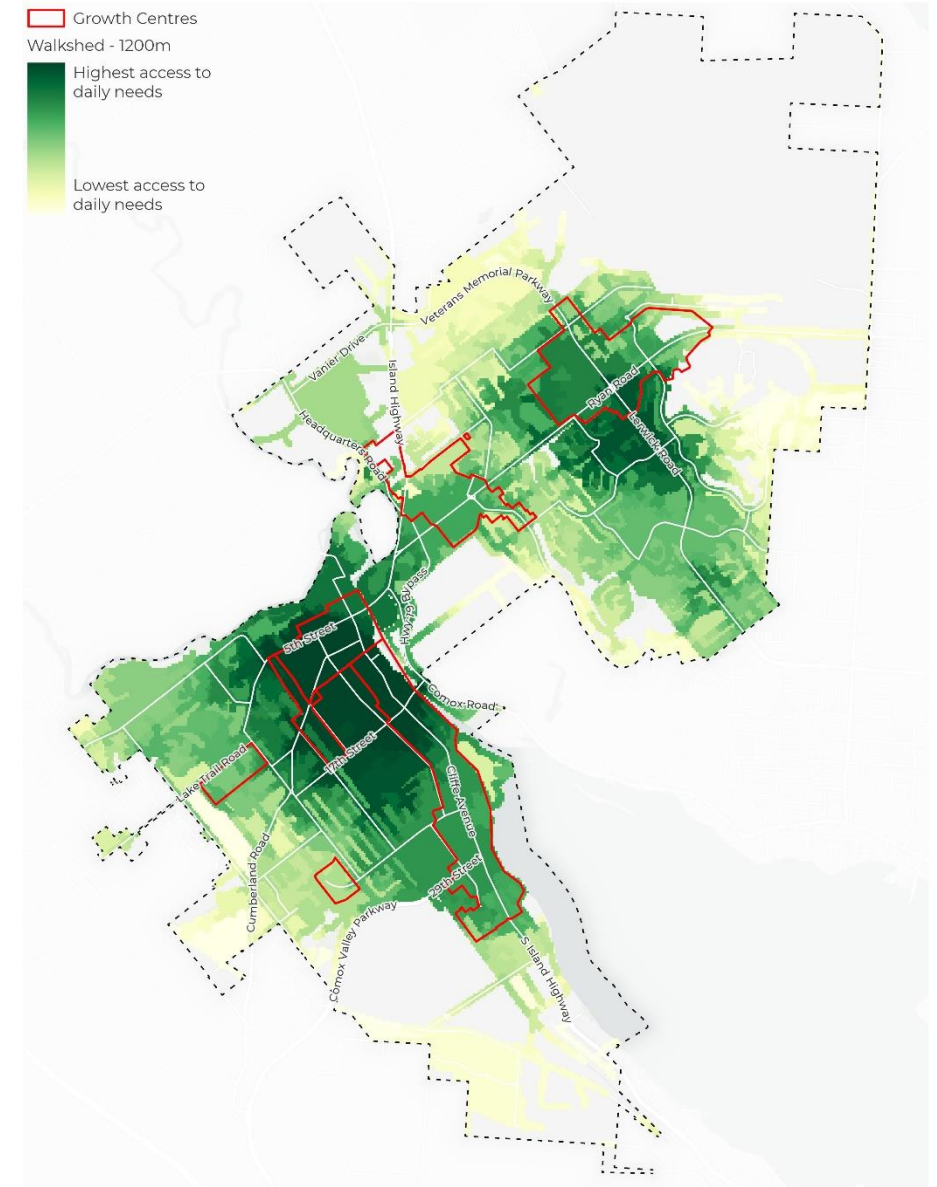 Growth Centres
Walkshed - 1200m
Highest access to
daily needs
Lowest access to
daily needs
Veterans Memorial Parkway
Vanier Drive
Island Highway
Headquarters Road
Ryan Road
Lerwick Road
5th Street
Comox Road
17th Street
Lake Trail Road
Cliffe Avenue
Cumberland Road
29th Street
Comox Valley Parkway
S Island Highway